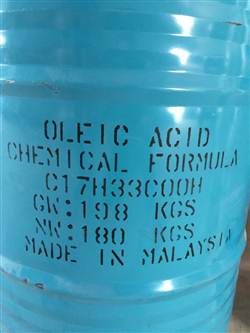 OLEIC ACID
CHEMICAL FORMULA
C17H33COOH
GW:198 KGS
NW:180 KGS
MADE IN MALAYSIA